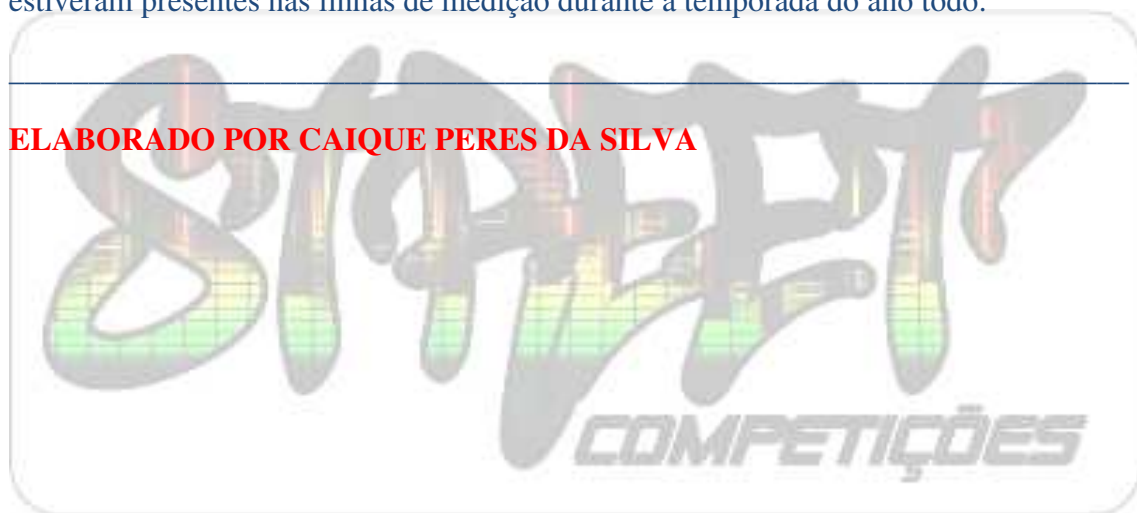 estiveram presentes nas linhas de medição durante a temporada do ano todo.
ELABORADO POR CAIQUE PERES DA SILVA
STREET
COMPETIÇÕES